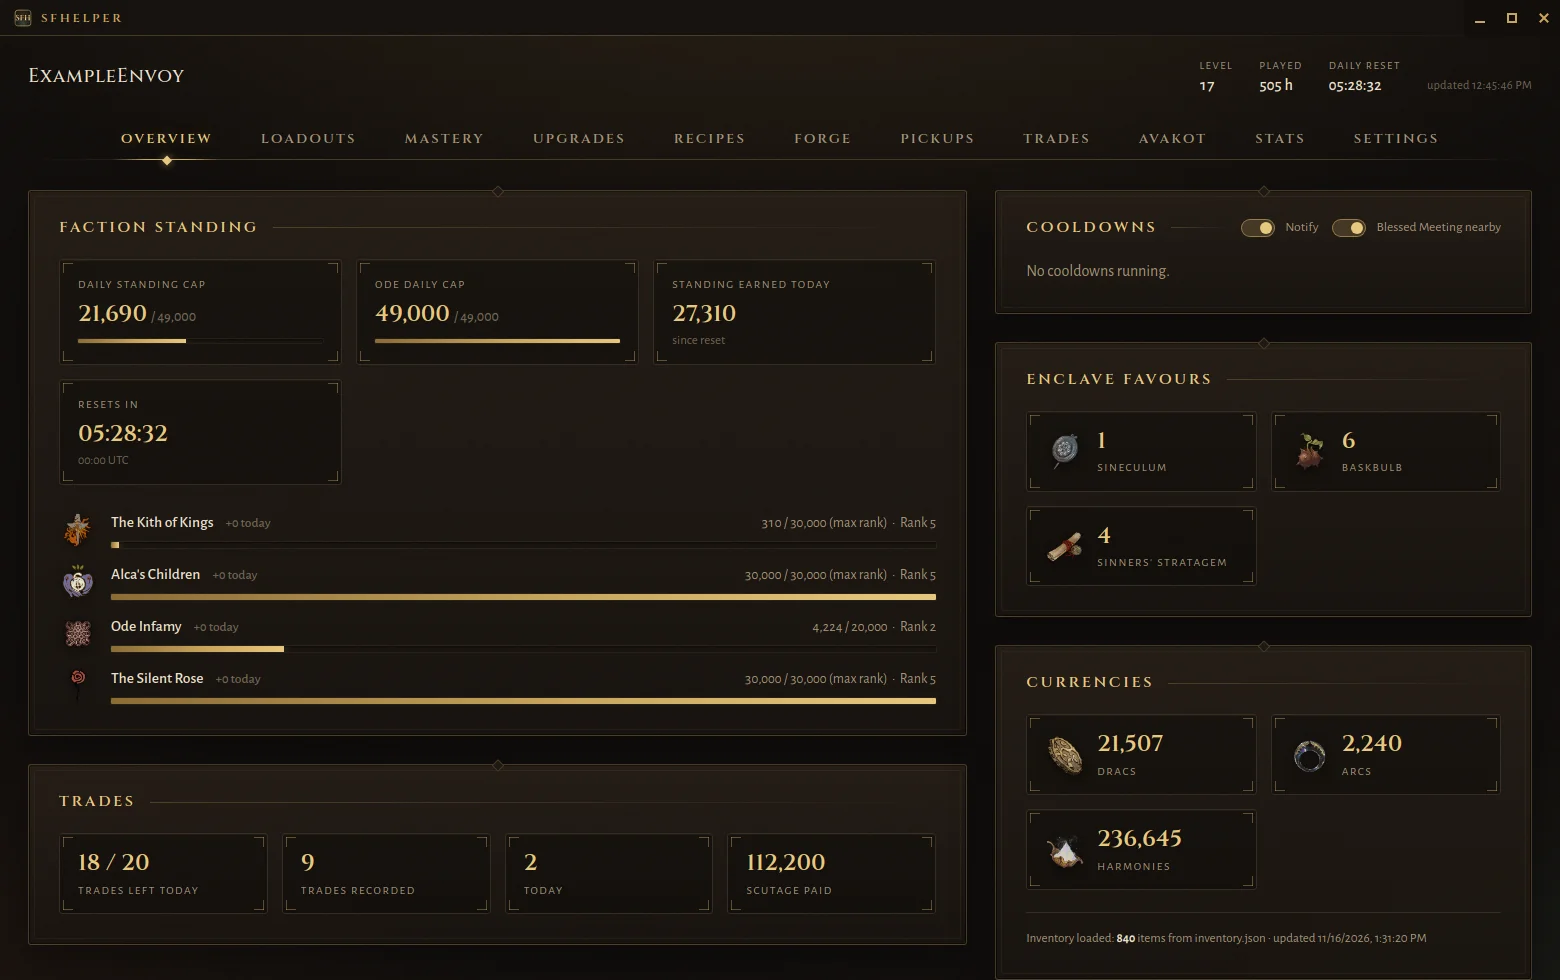 SFH SFHELPER
ExampleEnvoy
LEVEL PLAYED DAILY RESET
17 505 h 05:28:32 updated 12:45:46 PM
OVERVIEW LOADOUTS MASTERY UPGRADES RECIPES FORGE PICKUPS TRADES AVAKOT STATS SETTINGS
FACTION STANDING
DAILY STANDING CAP
21,690 / 49,000
ODE DAILY CAP
49,000 / 49,000
STANDING EARNED TODAY
27,310
since reset
RESETS IN
05:28:32
00:00 UTC
The Kith of Kings +0 today 310 / 30,000 (max rank) · Rank 5
Alca's Children +0 today 30,000 / 30,000 (max rank) · Rank 5
Ode Infamy +0 today 4,224 / 20,000 · Rank 2
The Silent Rose +0 today 30,000 / 30,000 (max rank) · Rank 5
TRADES
18 / 20
TRADES LEFT TODAY
9
TRADES RECORDED
2
TODAY
112,200
SCUTAGE PAID
COOLDOWNS Notify Blessed Meeting nearby
No cooldowns running.
ENCLAVE FAVOURS
1
SINECULUM
6
BASKBULB
4
SINNERS' STRATAGEM
CURRENCIES
21,507
DRACS
2,240
ARCS
236,645
HARMONIES
Inventory loaded: 840 items from inventory.json · updated 11/16/2026, 1:31:20 PM